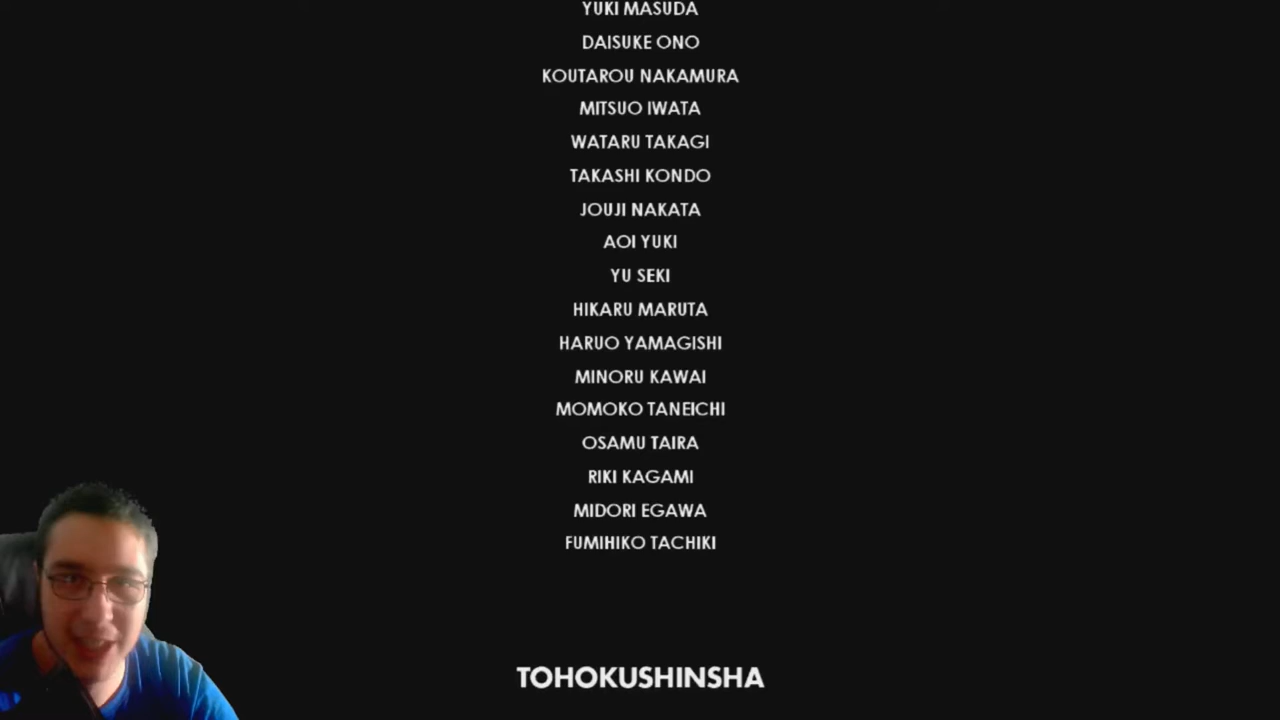 YUKI MASUDA
DAISUKE ONO
KOUTAROU NAKAMURA
MITSUO IWATA
WATARU TAKAGI
TAKASHI KONDO
JOUJI NAKATA
AOI YUKI
YU SEKI
HIKARU MARUTA
HARUO YAMAGISHI
MINORU KAWAI
MOMOKO TANEICHI
OSAMU TAIRA
RIKI KAGAMI
MIDORI EGAWA
FUMIHIKO TACHIKI
TOHOKUSHINSHA